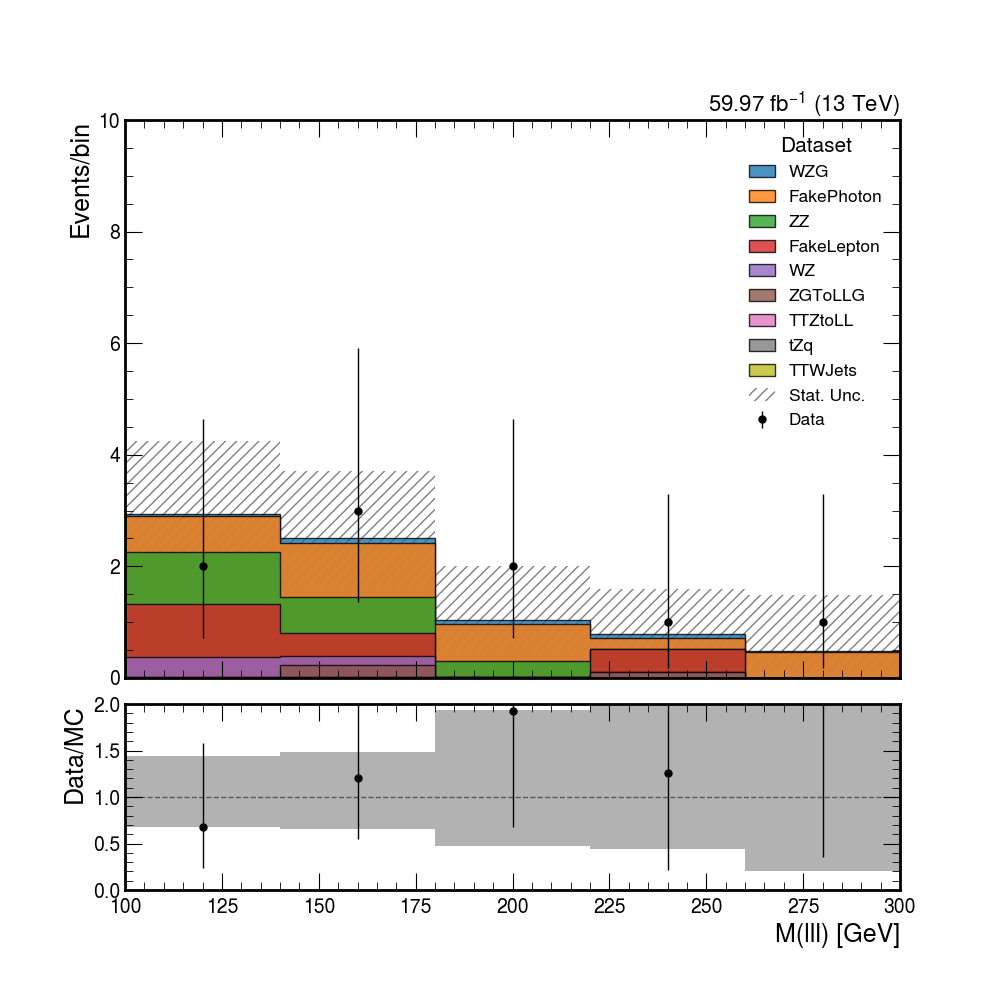 59.97 fb⁻¹ (13 TeV)
Events/bin
10
8
6
4
2
0
Dataset
WZG
FakePhoton
ZZ
FakeLepton
WZ
ZGToLLG
TTZtoLL
tZq
TTWJets
Stat. Unc.
Data
Data/MC
2.0
1.5
1.0
0.5
0.0
100 125 150 175 200 225 250 275 300
M(lll) [GeV]